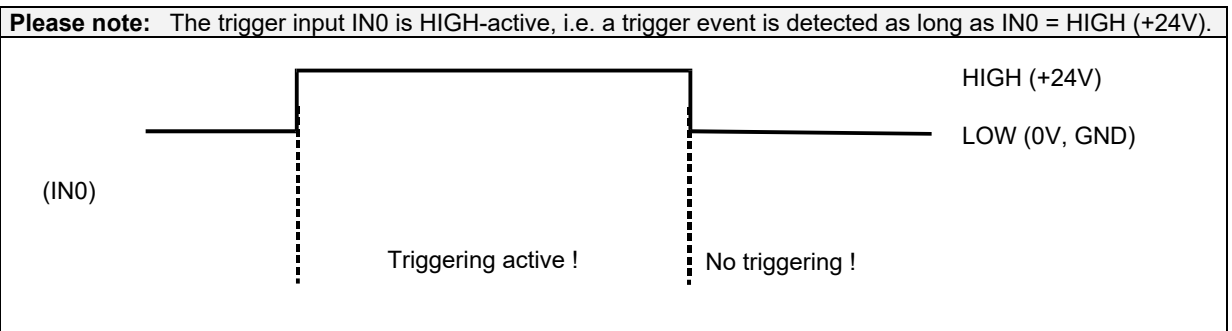 Please note: The trigger input IN0 is HIGH-active, i.e. a trigger event is detected as long as IN0 = HIGH (+24V).
HIGH (+24V)
LOW (0V, GND)
(IN0)
Triggering active !
No triggering !